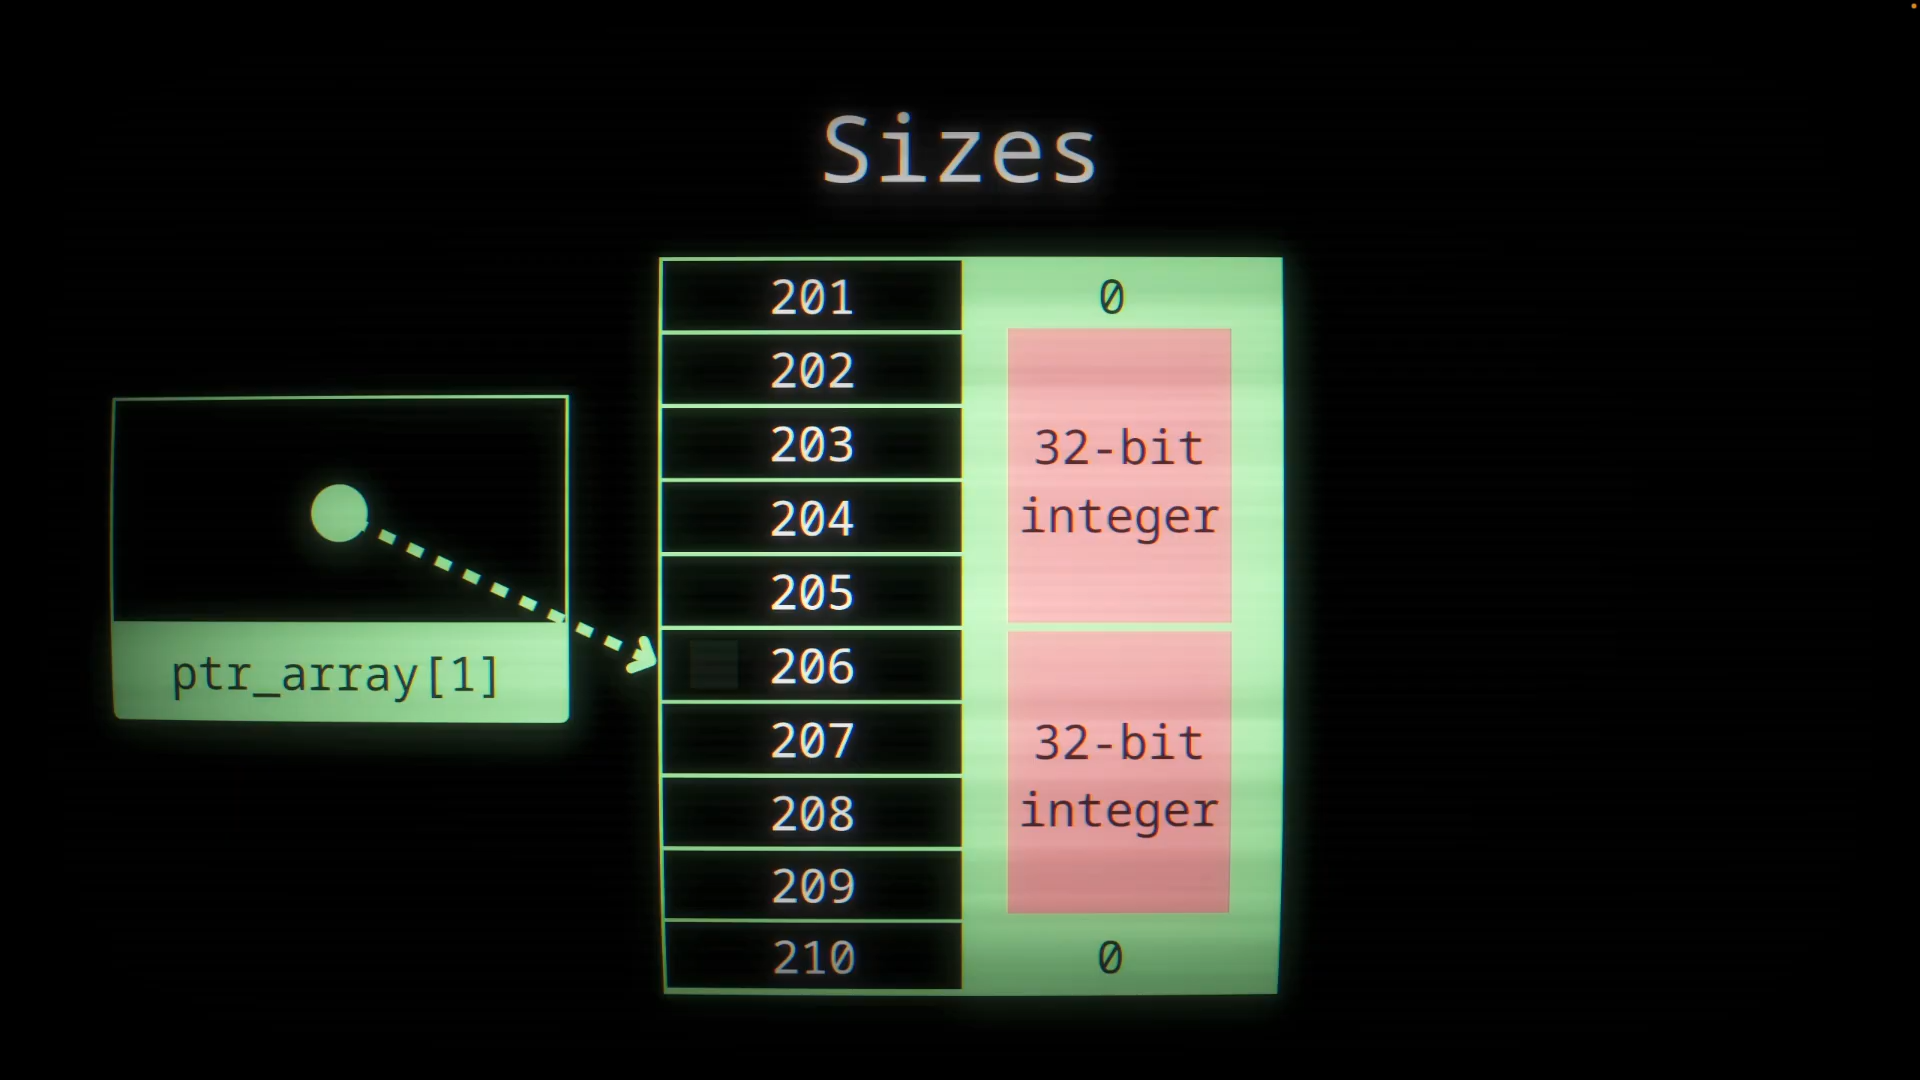 Sizes
201 0
202
203 32-bit
204 integer
205
206
207 32-bit
208 integer
209
210 0
ptr_array[1]